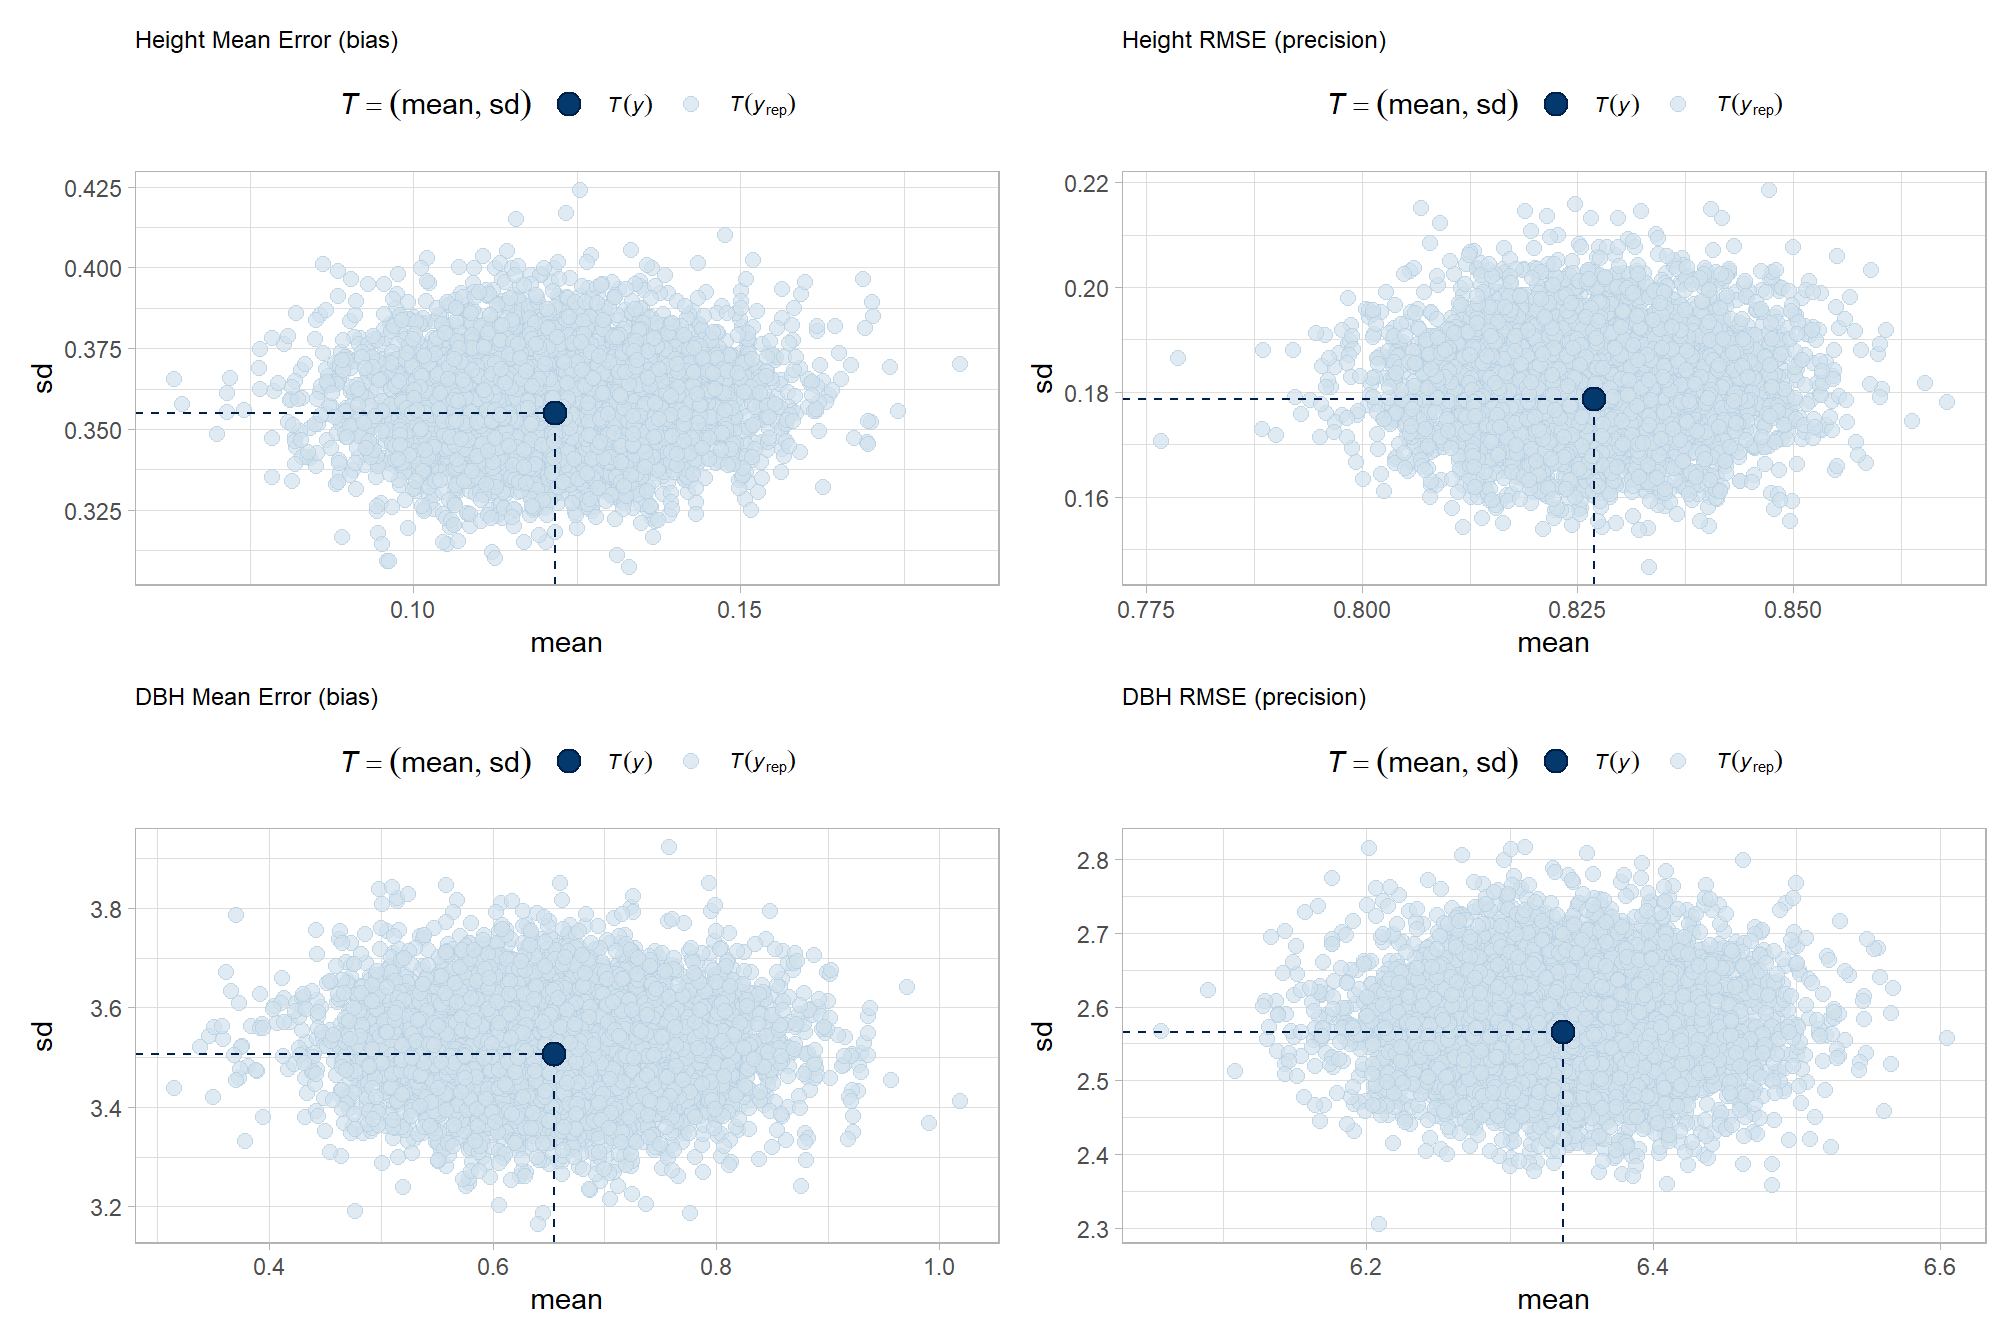 Height Mean Error (bias)
T = (mean, sd) T(y) T(yrep)
0.425
0.400
0.375
0.350
0.325
sd
0.10 0.15
mean
Height RMSE (precision)
T = (mean, sd) T(y) T(yrep)
0.22
0.20
0.18
0.16
sd
0.775 0.800 0.825 0.850
mean
DBH Mean Error (bias)
T = (mean, sd) T(y) T(yrep)
3.8
3.6
3.4
3.2
sd
0.4 0.6 0.8 1.0
mean
DBH RMSE (precision)
T = (mean, sd) T(y) T(yrep)
2.8
2.7
2.6
2.5
2.4
2.3
sd
6.2 6.4 6.6
mean